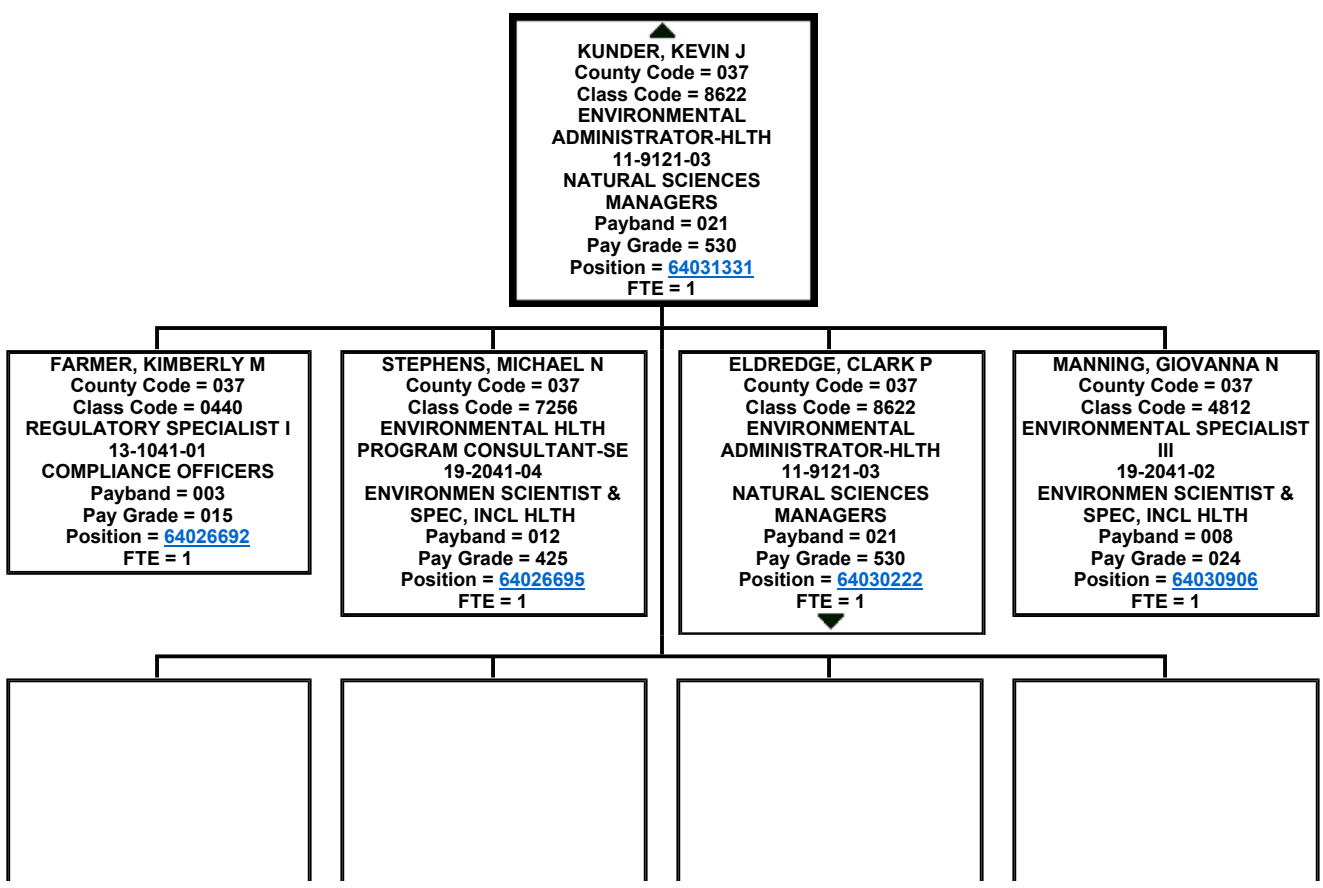 KUNDER, KEVIN J
County Code = 037
Class Code = 8622
ENVIRONMENTAL
ADMINISTRATOR-HLTH
11-9121-03
NATURAL SCIENCES
MANAGERS
Payband = 021
Pay Grade = 530
Position = 64031331
FTE = 1
FARMER, KIMBERLY M
County Code = 037
Class Code = 0440
REGULATORY SPECIALIST I
13-1041-01
COMPLIANCE OFFICERS
Payband = 003
Pay Grade = 015
Position = 64026692
FTE = 1
STEPHENS, MICHAEL N
County Code = 037
Class Code = 7256
ENVIRONMENTAL HLTH
PROGRAM CONSULTANT-SE
19-2041-04
ENVIRONMEN SCIENTIST &
SPEC, INCL HLTH
Payband = 012
Pay Grade = 425
Position = 64026695
FTE = 1
ELDREDGE, CLARK P
County Code = 037
Class Code = 8622
ENVIRONMENTAL
ADMINISTRATOR-HLTH
11-9121-03
NATURAL SCIENCES
MANAGERS
Payband = 021
Pay Grade = 530
Position = 64030222
FTE = 1
MANNING, GIOVANNA N
County Code = 037
Class Code = 4812
ENVIRONMENTAL SPECIALIST
III
19-2041-02
ENVIRONMEN SCIENTIST &
SPEC, INCL HLTH
Payband = 008
Pay Grade = 024
Position = 64030906
FTE = 1